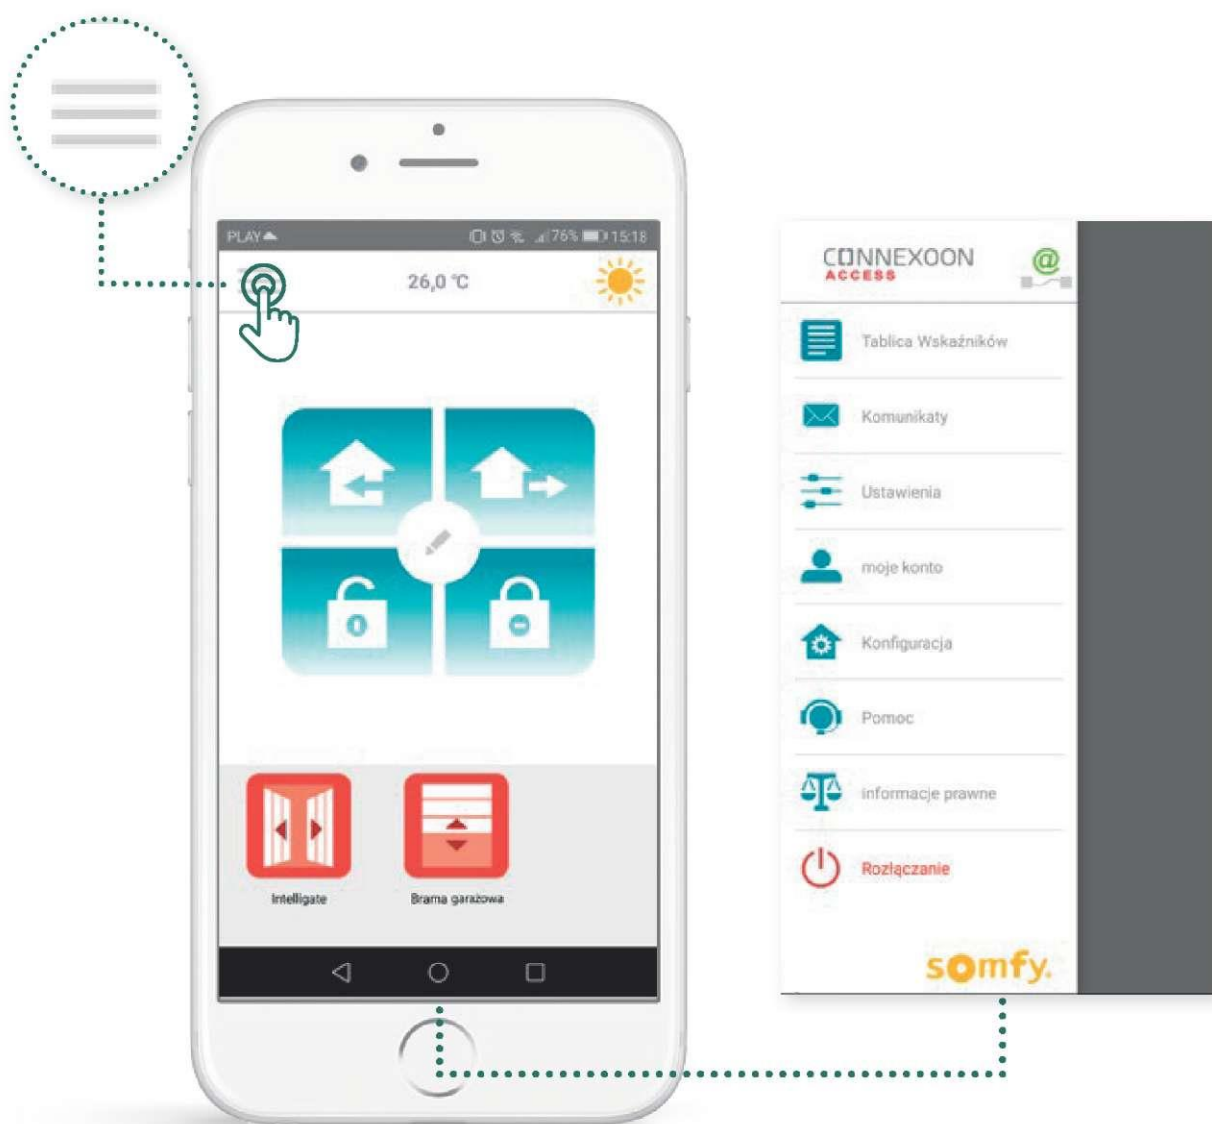 PLAY
76% 15:18
26,0 °C
Intelligate
Brama garażowa
CONNEXOON
ACCESS
@
Tablica Wskaźników
Komunikaty
Ustawienia
moje konto
Konfiguracja
Pomoc
informacje prawne
Rozłączanie
somfy.